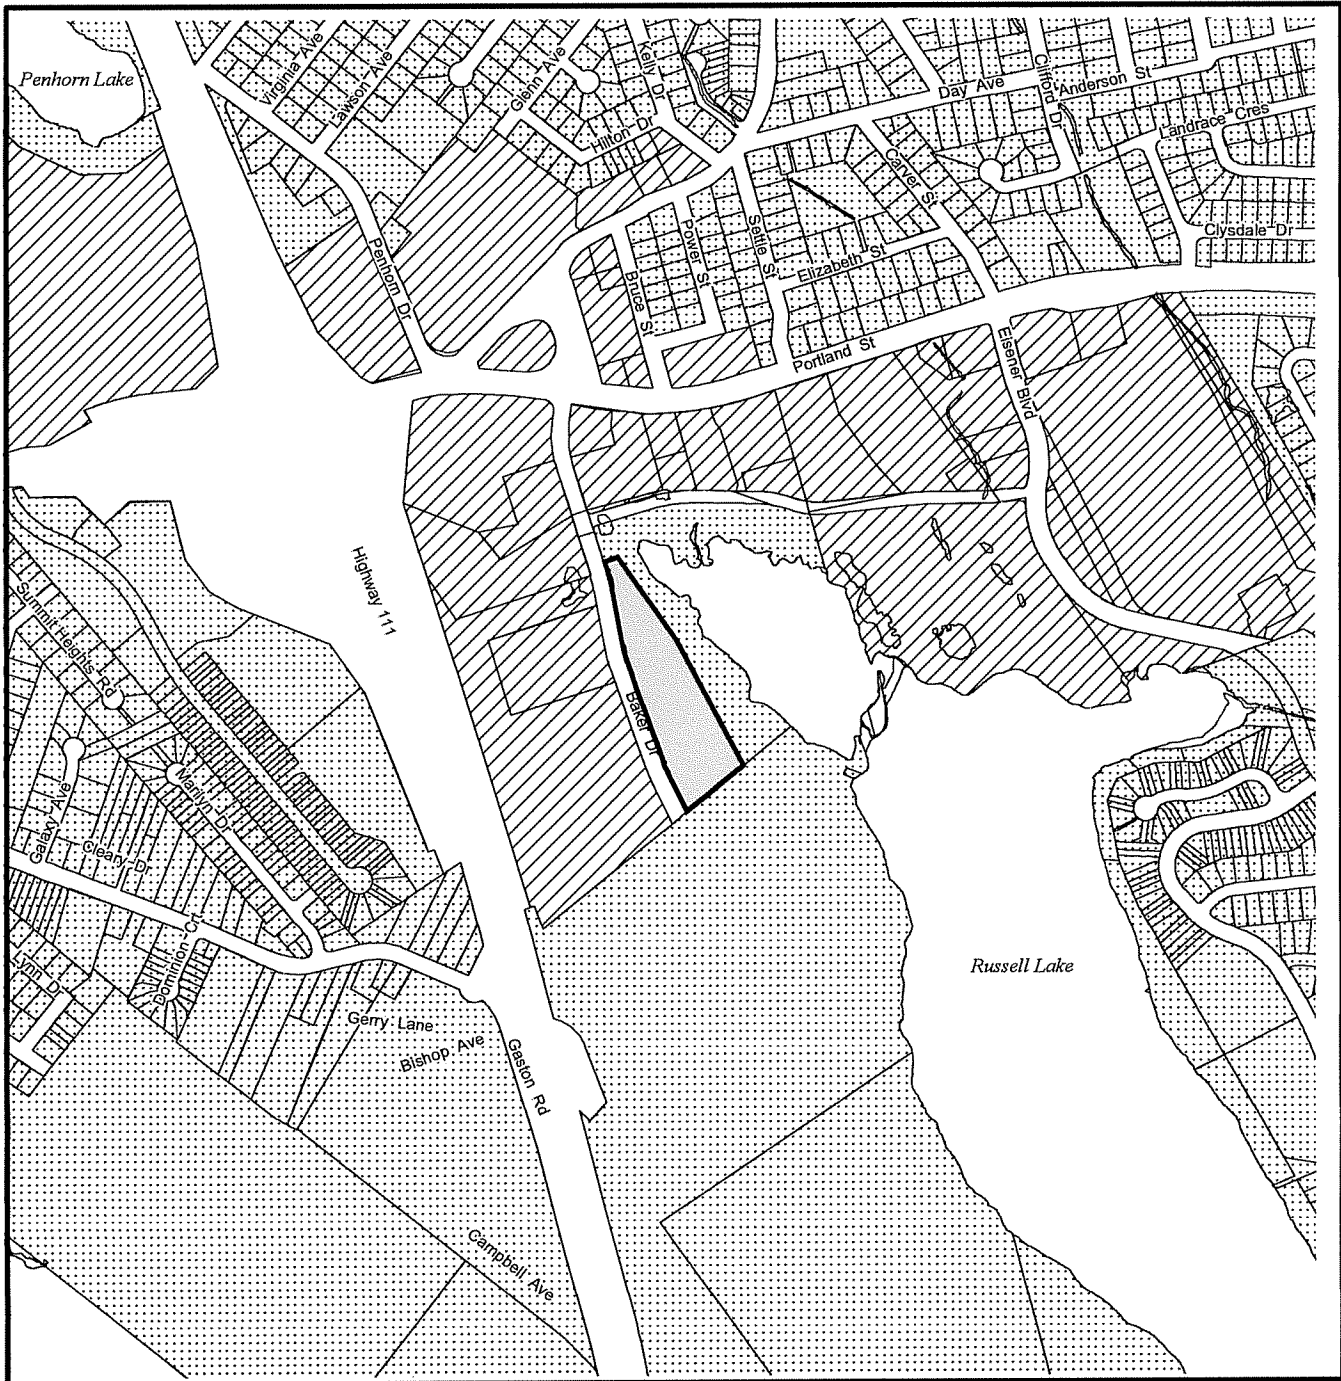 Penhorn Lake
Virginia Ave
awson Ave
Glenn Ave
Kelly Dr
Hilton Dr
Day Ave
Clifford Dr
Anderson St
Landrace Cres
Carver St
Clysdale Dr
Penhorn Dr
Bruce St
Power St
Settle St
Elizabeth St
Portland St
Eisener Blvd
Highway 111
Summit Heights Rd
Baker Dr
Galaxy Ave
Marilyn Dr
Cleary Dr
Dominion Crt
Lynn Dr
Russell Lake
Gerry Lane
Bishop Ave
Gaston Rd
Campbell Ave